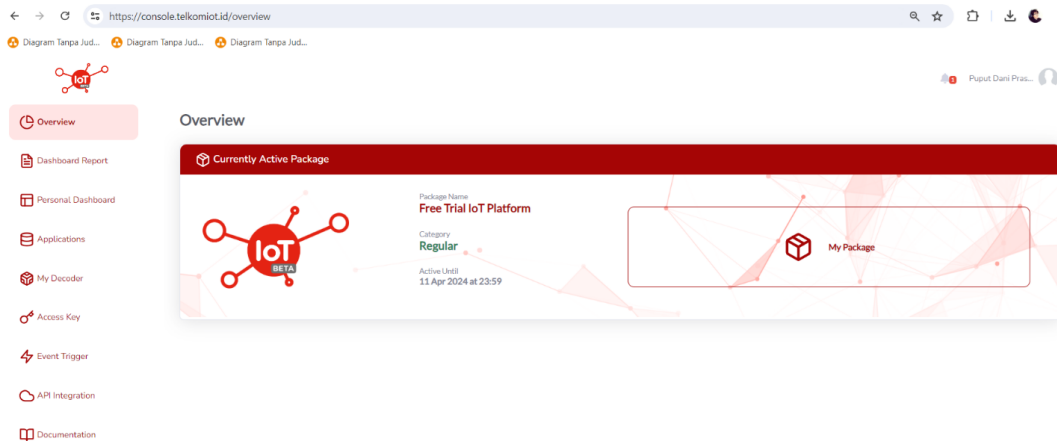 https://console.telkomiot.id/overview
Diagram Tanpa Jud... Diagram Tanpa Jud... Diagram Tanpa Jud...
IoT
BETA
Puput Dani Pras...
Overview
Dashboard Report
Personal Dashboard
Applications
My Decoder
Access Key
Event Trigger
API Integration
Documentation
Overview
Currently Active Package
IoT
BETA
Package Name
Free Trial IoT Platform
Category
Regular
Active Until
11 Apr 2024 at 23:59
My Package